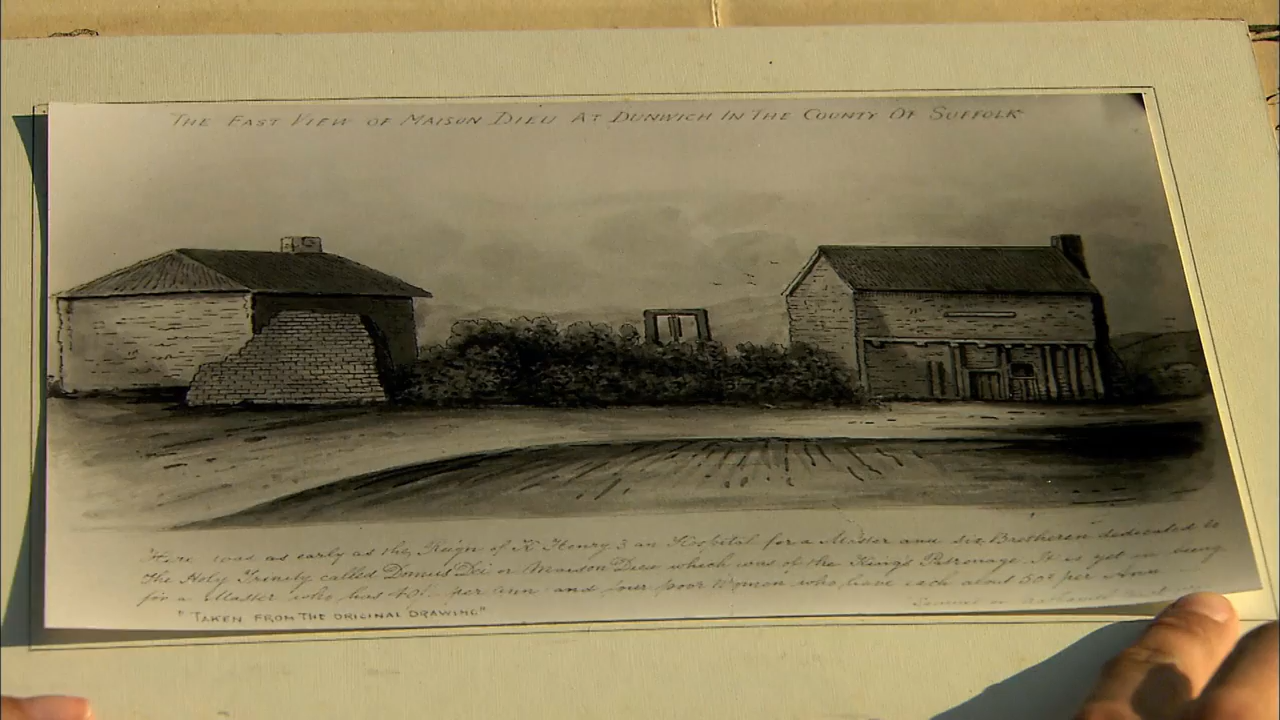 THE EAST VIEW OF MAISON DIEU AT DUNWICH IN THE COUNTY OF SUFFOLK
There was as early as the Reign of K Henry 3 an Hospital for a Master and six Bretheren dedicated to
the Holy Trinity called Domus Dei or Maison Dieu which was of the King's Patronage. It is yet in being
for a Master who has 40 per ann and four poor Women who have each about 50s per Ann
"TAKEN FROM THE ORIGINAL DRAWING"